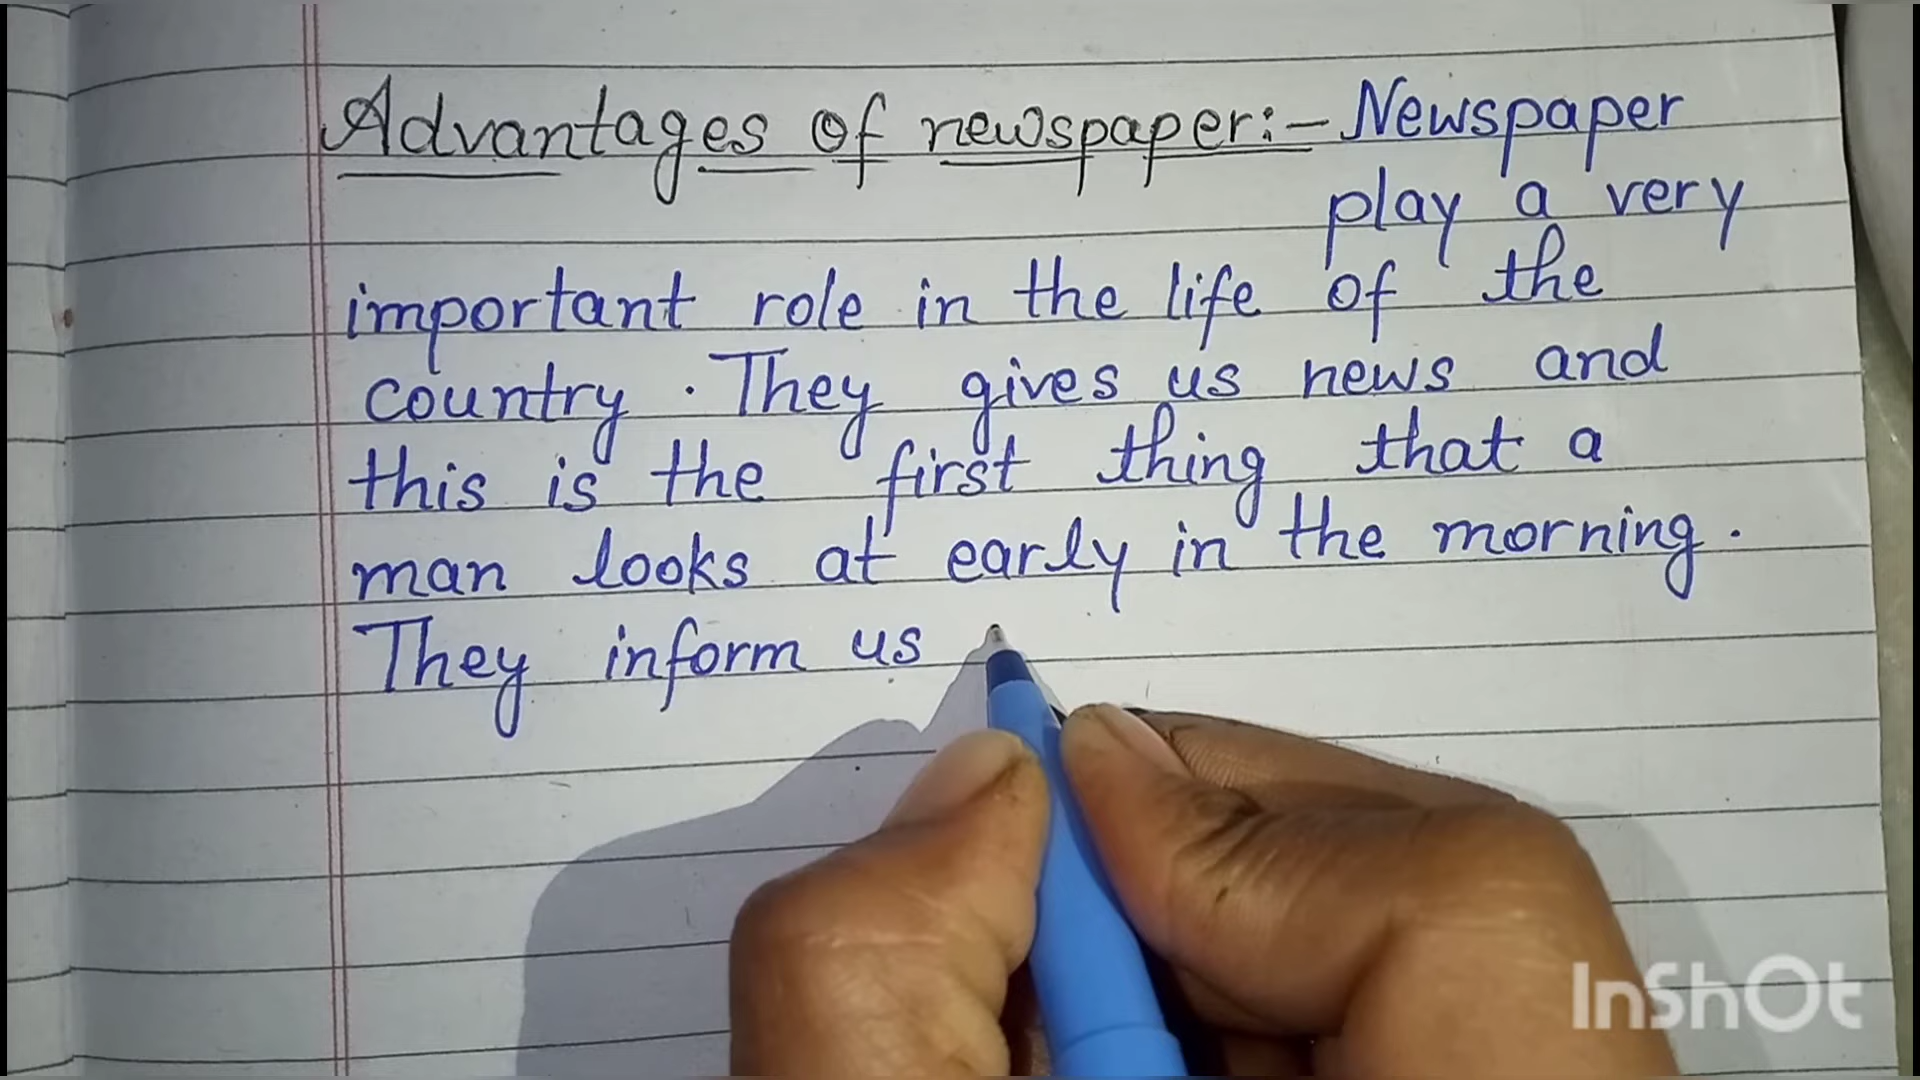 Advantages of newspaper:- Newspaper
play a very
important role in the life of the
country. They gives us news and
this is the first thing that a
man looks at early in the morning.
They inform us
InShOt